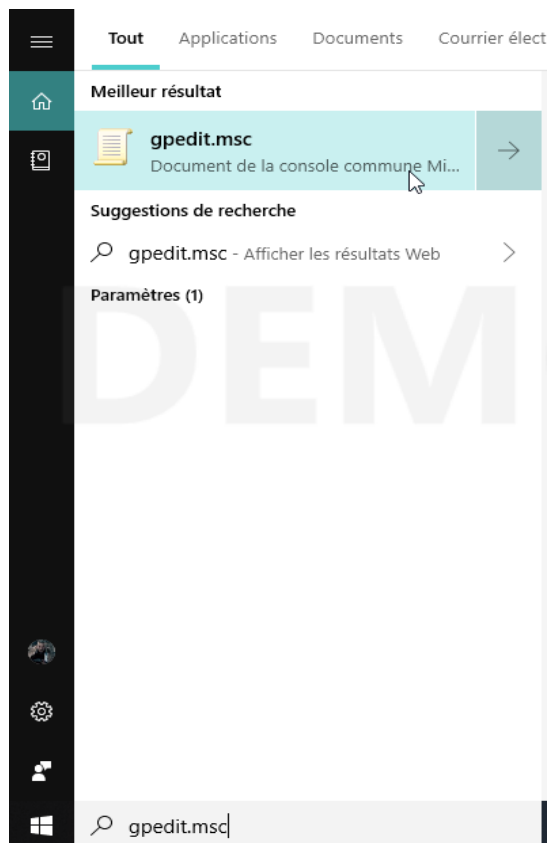 Tout Applications Documents Courrier élect
Meilleur résultat
gpedit.msc
Document de la console commune Mi...
Suggestions de recherche
gpedit.msc - Afficher les résultats Web
Paramètres (1)
DEM
gpedit.msc